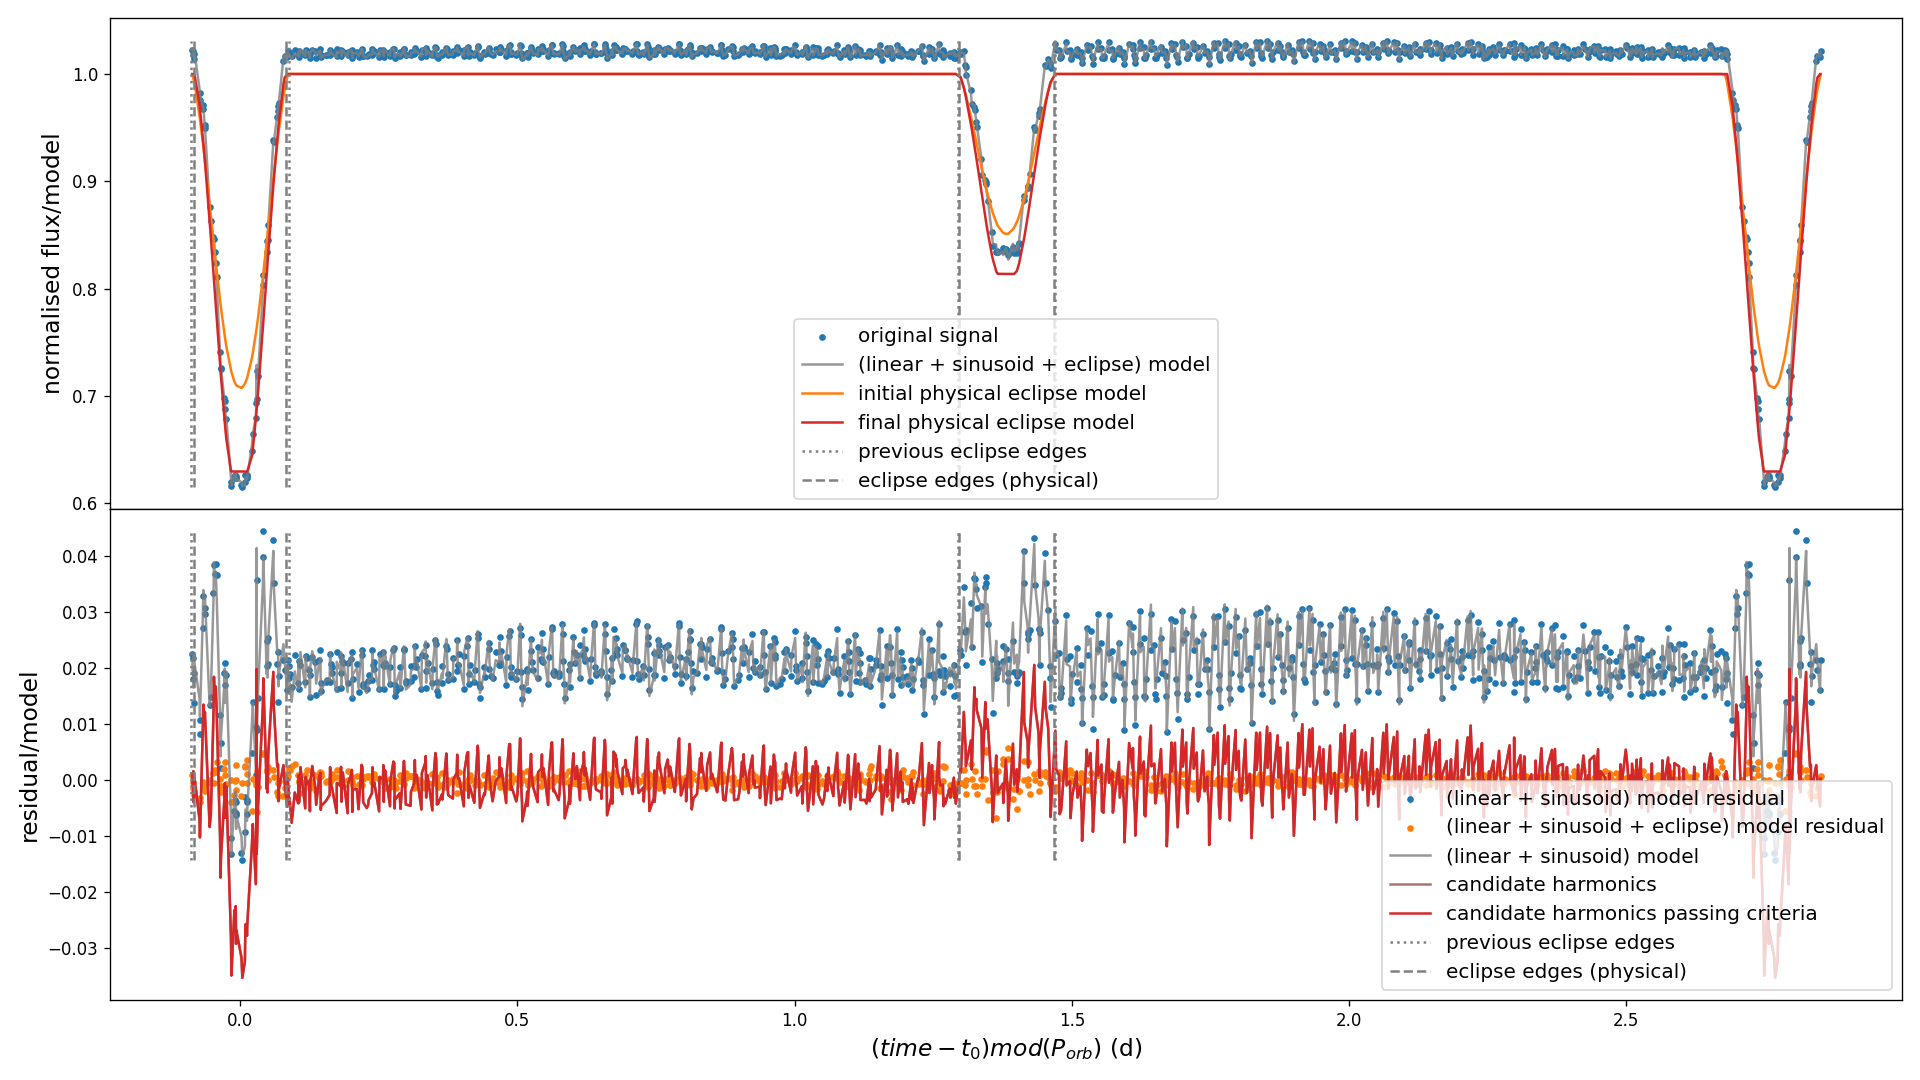 normalised flux/model
1.0
0.9
0.8
0.7
0.6
original signal
(linear + sinusoid + eclipse) model
initial physical eclipse model
final physical eclipse model
previous eclipse edges
eclipse edges (physical)
residual/model
0.04
0.03
0.02
0.01
0.00
−0.01
−0.02
−0.03
(linear + sinusoid) model residual
(linear + sinusoid + eclipse) model residual
(linear + sinusoid) model
candidate harmonics
candidate harmonics passing criteria
previous eclipse edges
eclipse edges (physical)
0.0 0.5 1.0 1.5 2.0 2.5
(time − t₀)mod(Pₒᵣᵦ) (d)